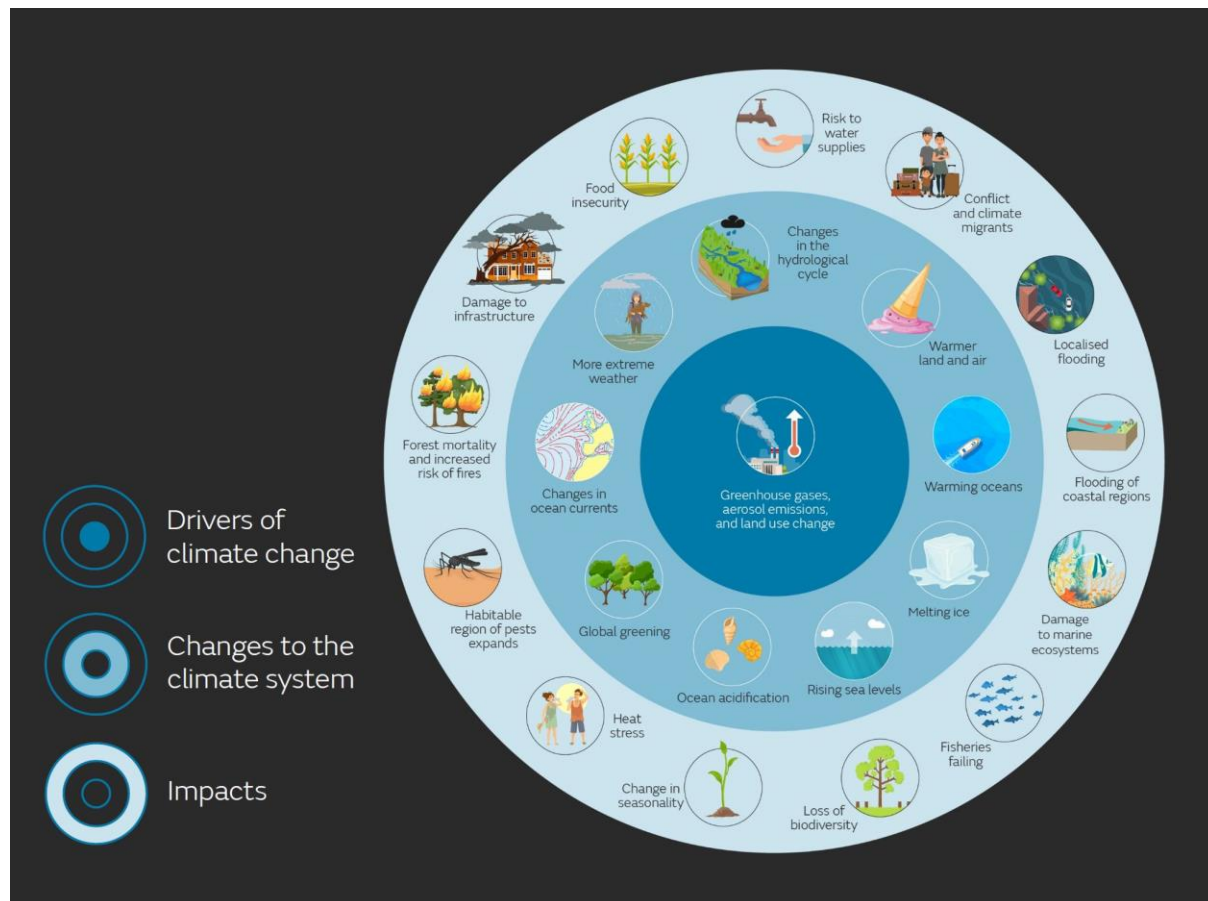 Drivers of
climate change
Changes to the
climate system
Impacts
Risk to
water
supplies
Conflict
and climate
migrants
Localised
flooding
Flooding of
coastal regions
Damage
to marine
ecosystems
Fisheries
failing
Loss of
biodiversity
Change in
seasonality
Heat
stress
Habitable
region of pests
expands
Forest mortality
and increased
risk of fires
Damage to
infrastructure
Food
insecurity
Changes
in the
hydrological
cycle
Warmer
land and air
Warming oceans
Melting ice
Rising sea levels
Ocean acidification
Global greening
Changes in
ocean currents
More extreme
weather
Greenhouse gases,
aerosol emissions,
and land use change